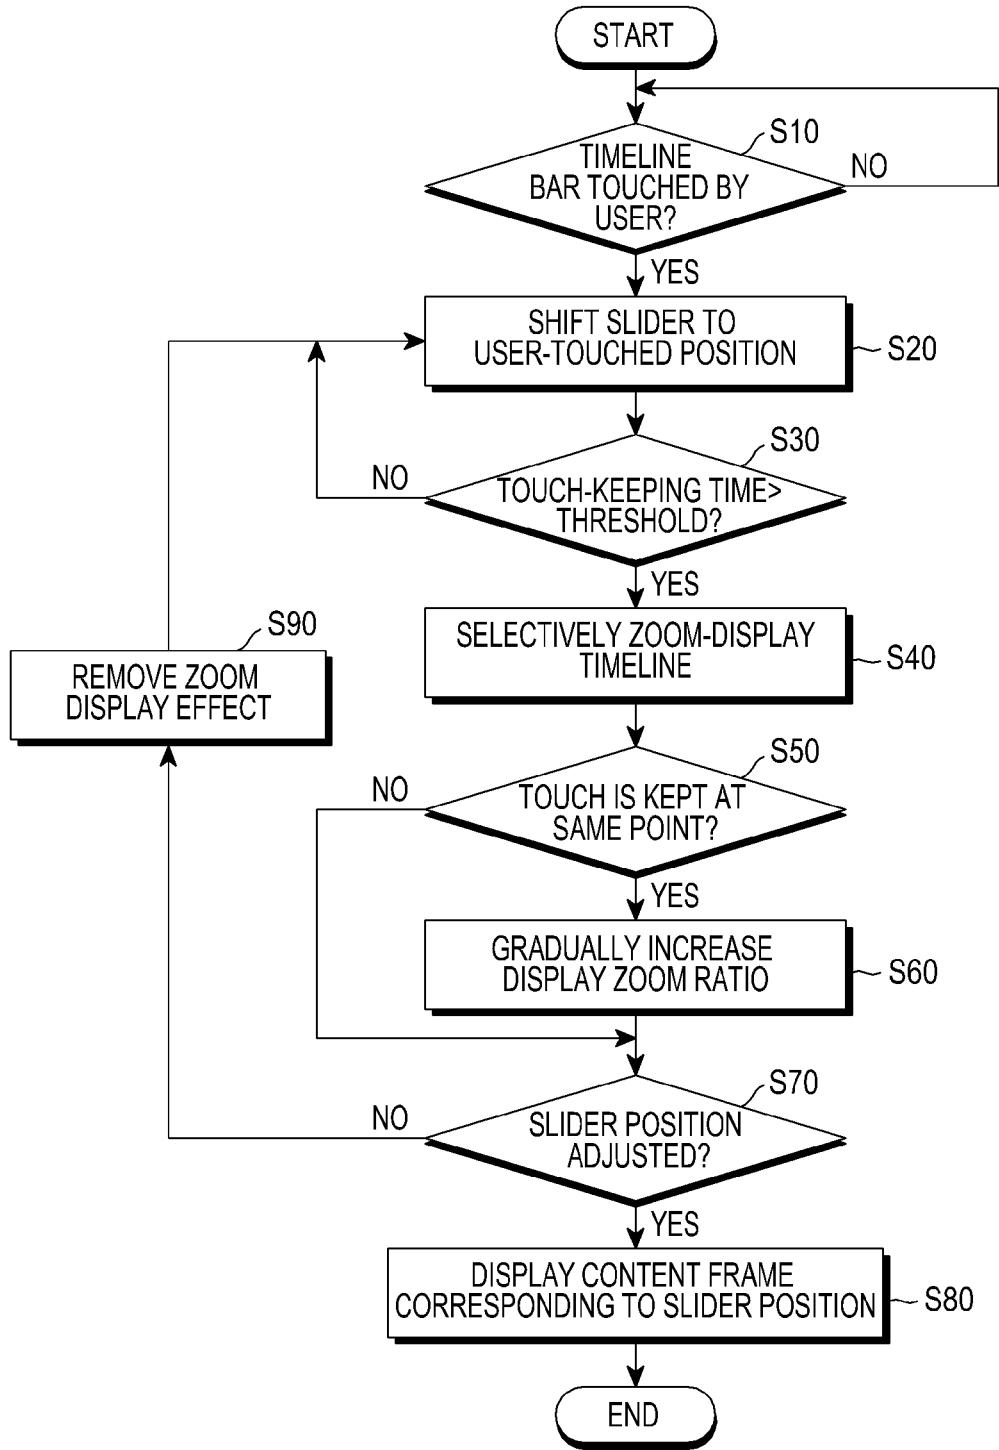 START
S10
TIMELINE
BAR TOUCHED BY
USER?
NO
YES
SHIFT SLIDER TO
USER-TOUCHED POSITION
S20
S30
NO
TOUCH-KEEPING TIME>
THRESHOLD?
YES
S90
REMOVE ZOOM
DISPLAY EFFECT
SELECTIVELY ZOOM-DISPLAY
TIMELINE
S40
S50
NO
TOUCH IS KEPT AT
SAME POINT?
YES
GRADUALLY INCREASE
DISPLAY ZOOM RATIO
S60
S70
NO
SLIDER POSITION
ADJUSTED?
YES
DISPLAY CONTENT FRAME
CORRESPONDING TO SLIDER POSITION
S80
END